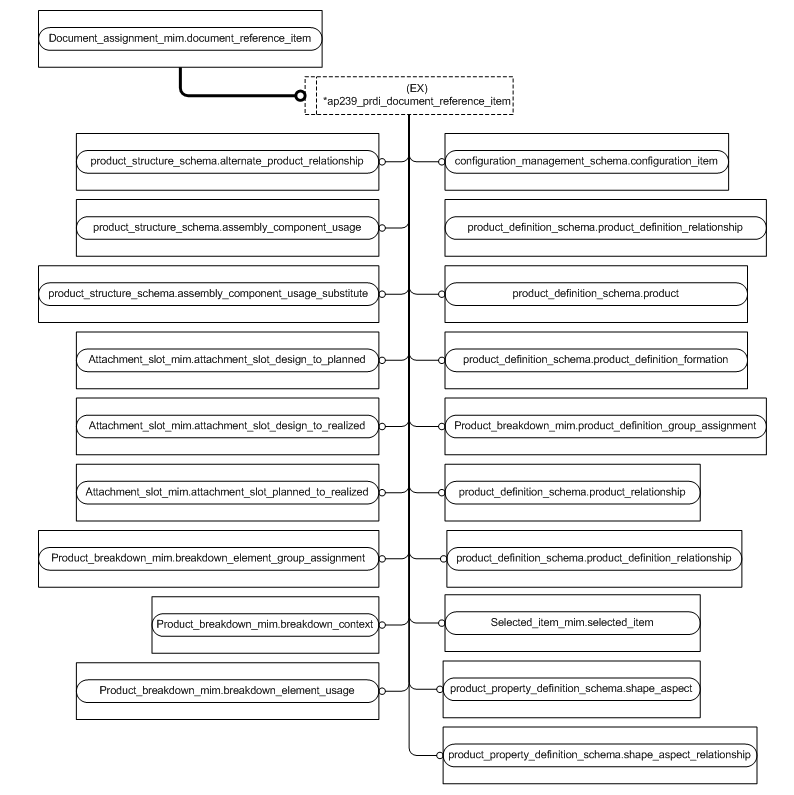 Document_assignment_mim.document_reference_item
(EX)
*ap239_prdi_document_reference_item
product_structure_schema.alternate_product_relationship
configuration_management_schema.configuration_item
product_structure_schema.assembly_component_usage
product_definition_schema.product_definition_relationship
product_structure_schema.assembly_component_usage_substitute
product_definition_schema.product
Attachment_slot_mim.attachment_slot_design_to_planned
product_definition_schema.product_definition_formation
Attachment_slot_mim.attachment_slot_design_to_realized
Product_breakdown_mim.product_definition_group_assignment
Attachment_slot_mim.attachment_slot_planned_to_realized
product_definition_schema.product_relationship
Product_breakdown_mim.breakdown_element_group_assignment
product_definition_schema.product_definition_relationship
Product_breakdown_mim.breakdown_context
Selected_item_mim.selected_item
Product_breakdown_mim.breakdown_element_usage
product_property_definition_schema.shape_aspect
product_property_definition_schema.shape_aspect_relationship